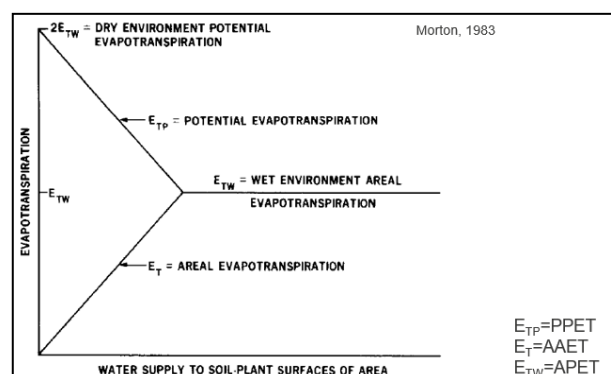 2E_TW = DRY ENVIRONMENT POTENTIAL
EVAPOTRANSPIRATION
Morton, 1983
E_TP = POTENTIAL EVAPOTRANSPIRATION
E_TW = WET ENVIRONMENT AREAL
EVAPOTRANSPIRATION
EVAPOTRANSPIRATION
E_TW
E_T = AREAL EVAPOTRANSPIRATION
WATER SUPPLY TO SOIL-PLANT SURFACES OF AREA
E_TP=PPET
E_T=AAET
E_TW=APET